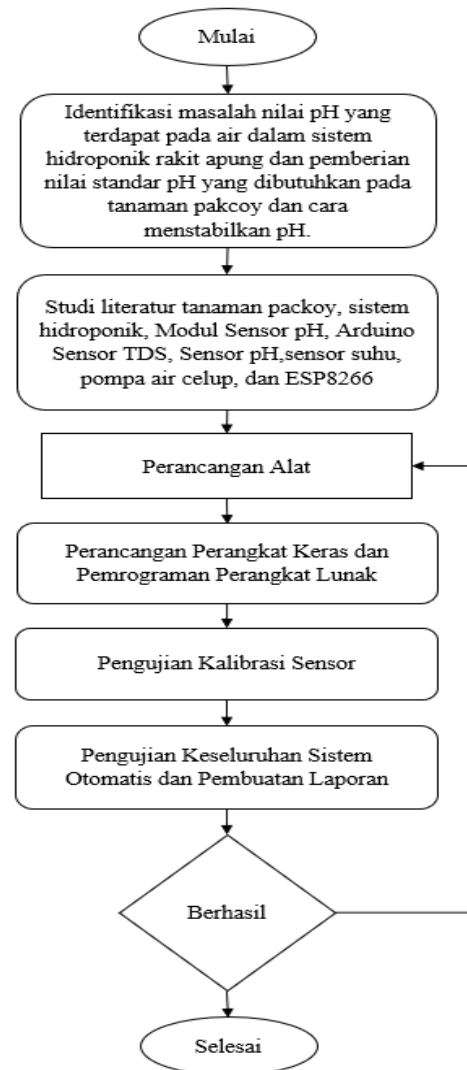 Mulai
Identifikasi masalah nilai pH yang
terdapat pada air dalam sistem
hidroponik rakit apung dan pemberian
nilai standar pH yang dibutuhkan pada
tanaman pakcoy dan cara
menstabilkan pH.
Studi literatur tanaman packoy, sistem
hidroponik, Modul Sensor pH, Arduino
Sensor TDS, Sensor pH,sensor suhu,
pompa air celup, dan ESP8266
Perancangan Alat
Perancangan Perangkat Keras dan
Pemrograman Perangkat Lunak
Pengujian Kalibrasi Sensor
Pengujian Keseluruhan Sistem
Otomatis dan Pembuatan Laporan
Berhasil
Selesai